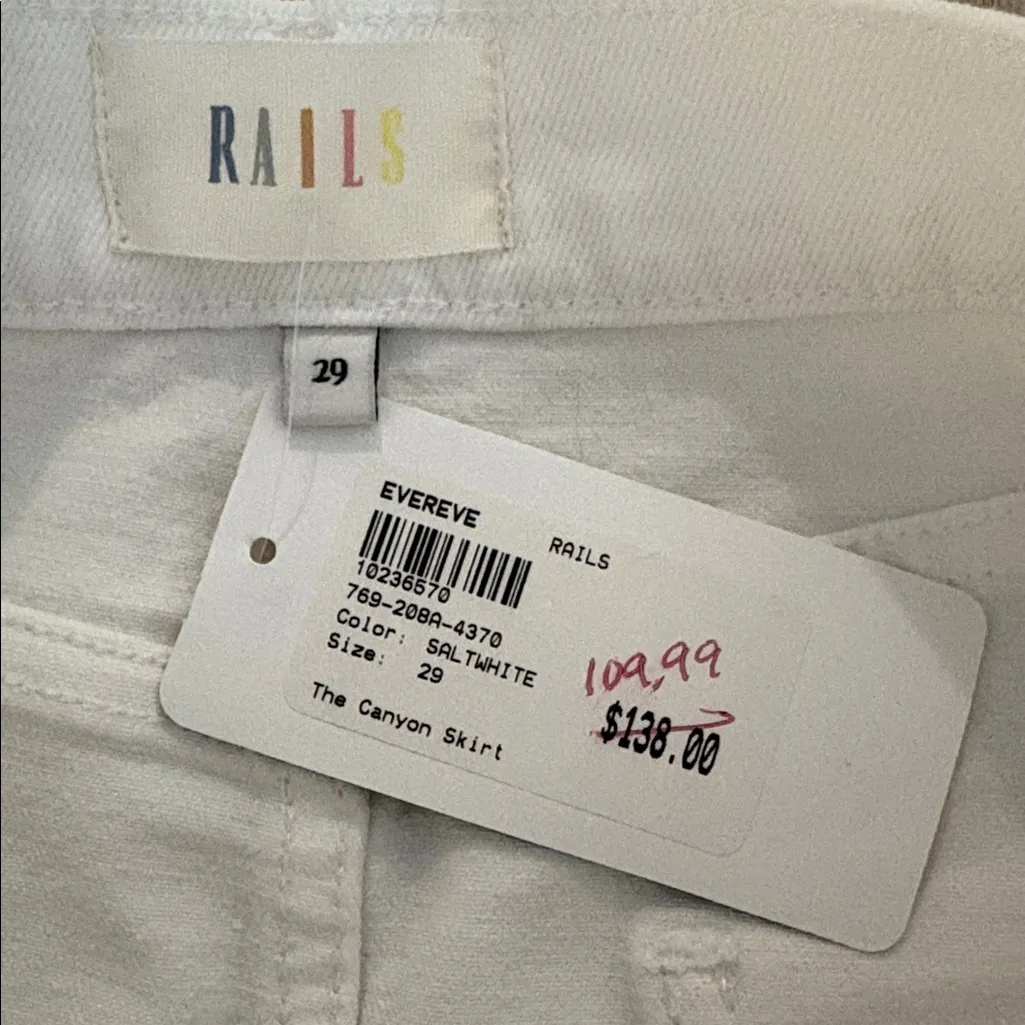 RAILS
29
EVEREVE
RAILS
10236570
769-208A-4370
Color: SALTWHITE
Size: 29
The Canyon Skirt
109,99
$138.00